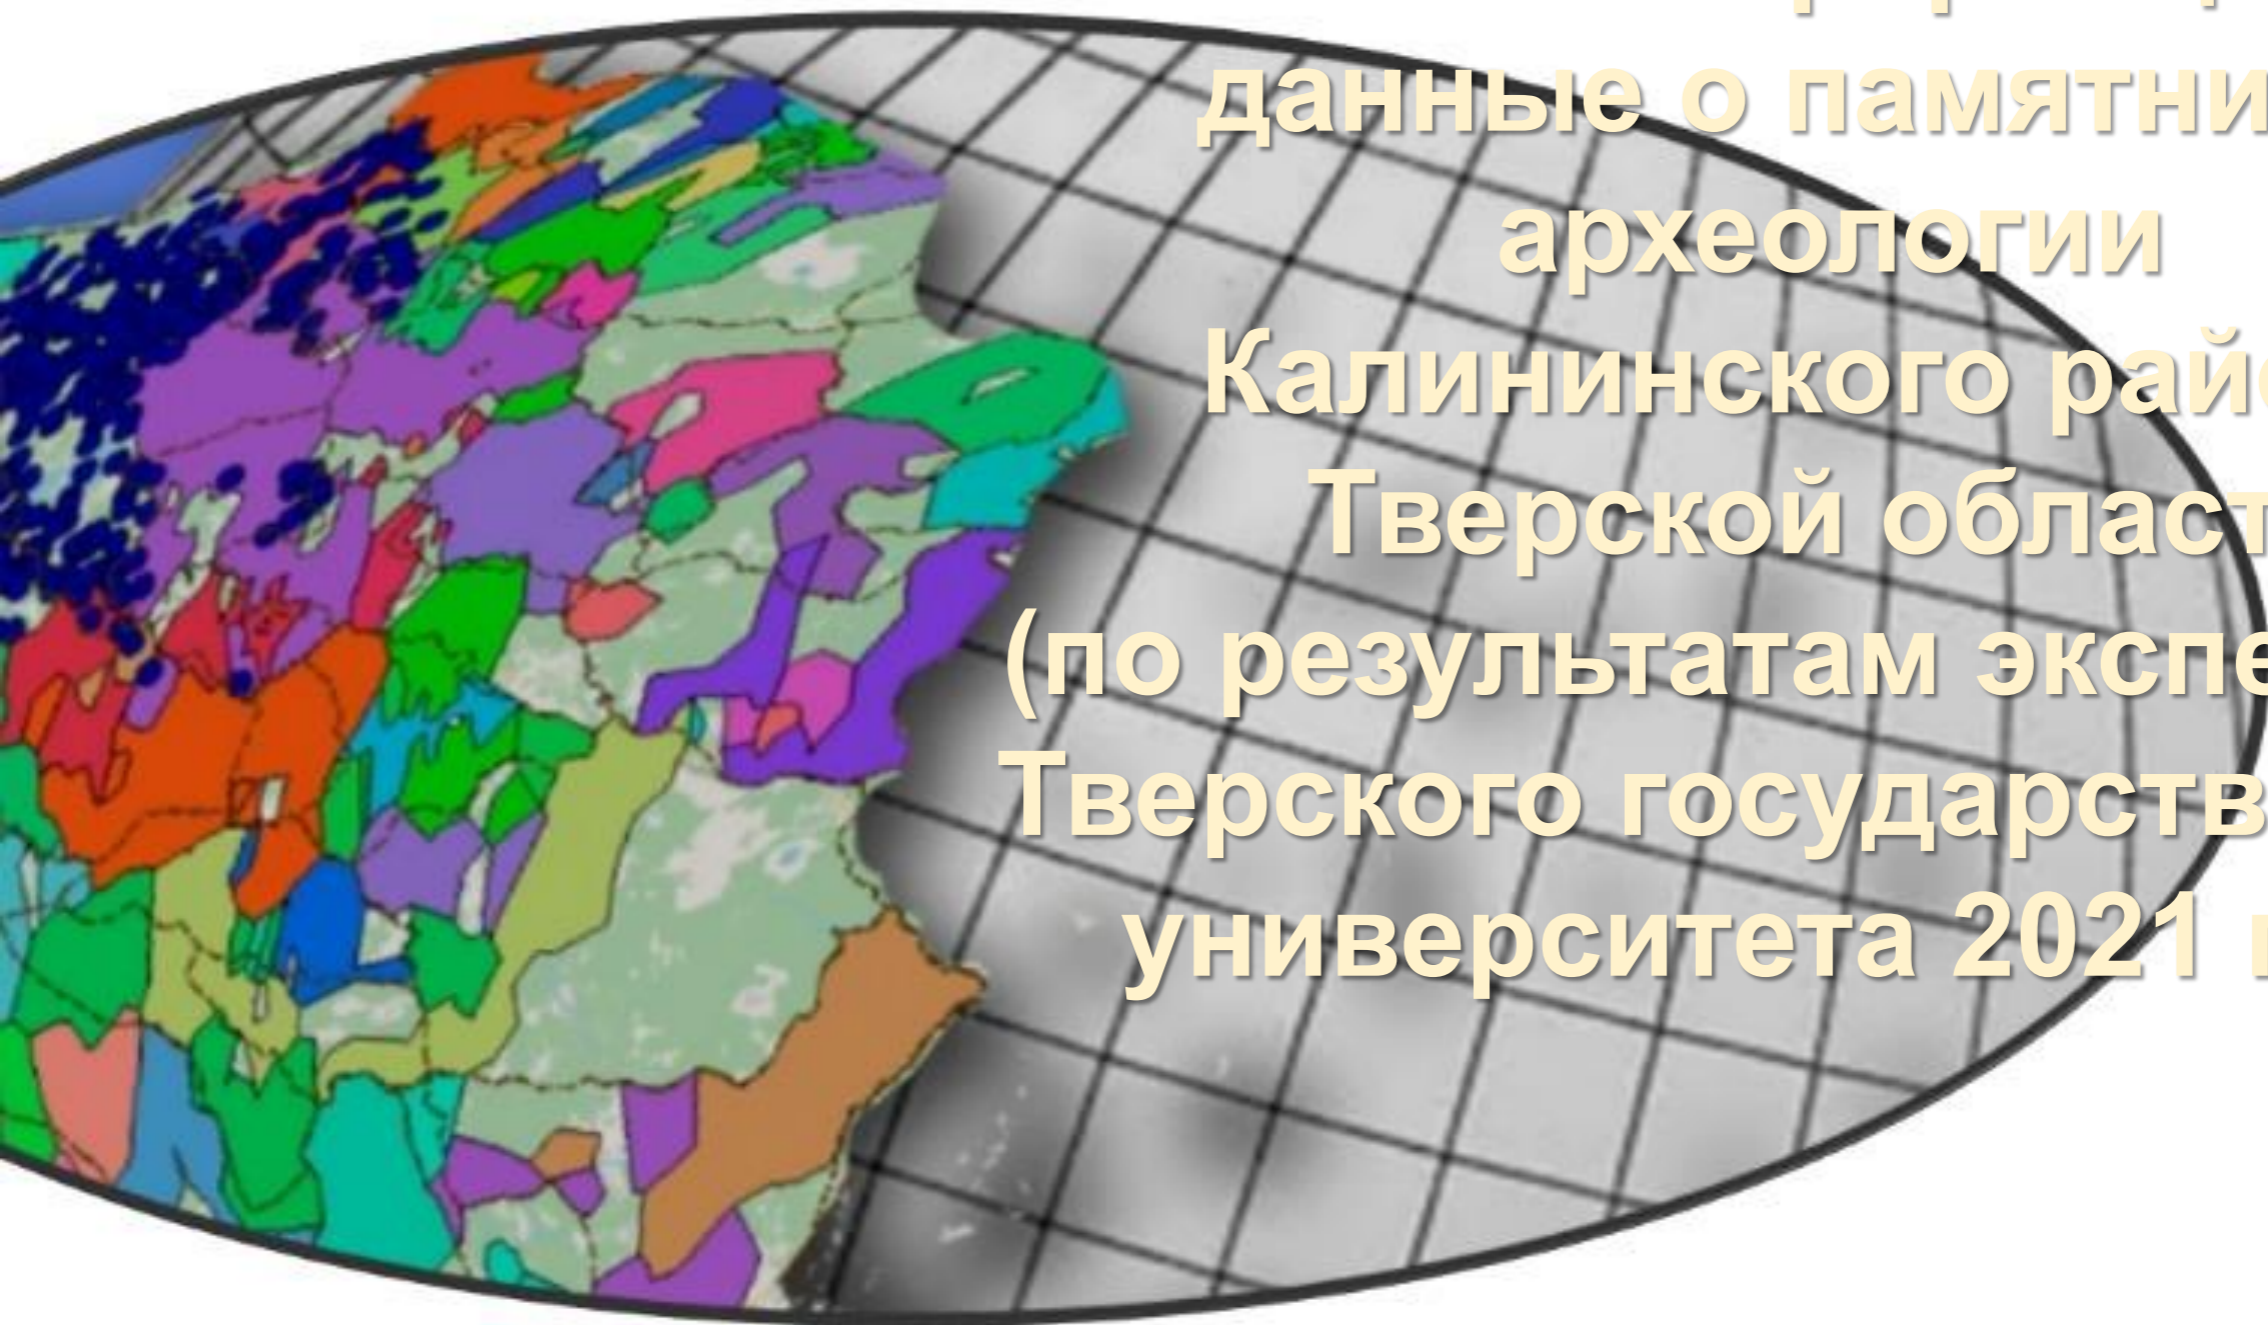 данные о памятни
археологии
Калининского рай
Тверской област
(по результатам экспе
Тверского государств
университета 2021